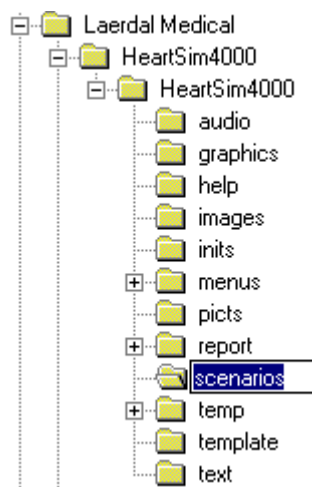 Laerdal Medical
HeartSim4000
HeartSim4000
audio
graphics
help
images
inits
menus
picts
report
scenarios
temp
template
text